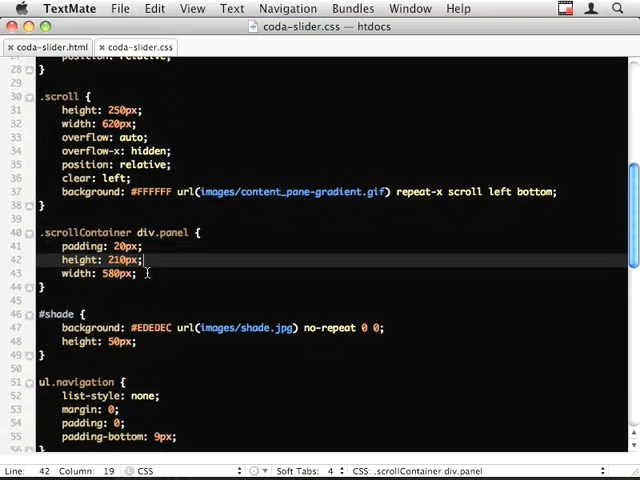 TextMate File Edit View Text Navigation Bundles Window Help
coda-slider.css — htdocs
× coda-slider.html × coda-slider.css
position: relative;
28 }
29
30 .scroll {
31 height: 250px;
32 width: 620px;
33 overflow: auto;
34 overflow-x: hidden;
35 position: relative;
36 clear: left;
37 background: #FFFFFF url(images/content_pane-gradient.gif) repeat-x scroll left bottom;
38 }
39
40 .scrollContainer div.panel {
41 padding: 20px;
42 height: 210px;
43 width: 580px;
44 }
45
46 #shade {
47 background: #EDEDEC url(images/shade.jpg) no-repeat 0 0;
48 height: 50px;
49 }
50
51 ul.navigation {
52 list-style: none;
53 margin: 0;
54 padding: 0;
55 padding-bottom: 9px;
56 }
Line: 42 Column: 19 CSS Soft Tabs: 4 CSS: .scrollContainer div.panel